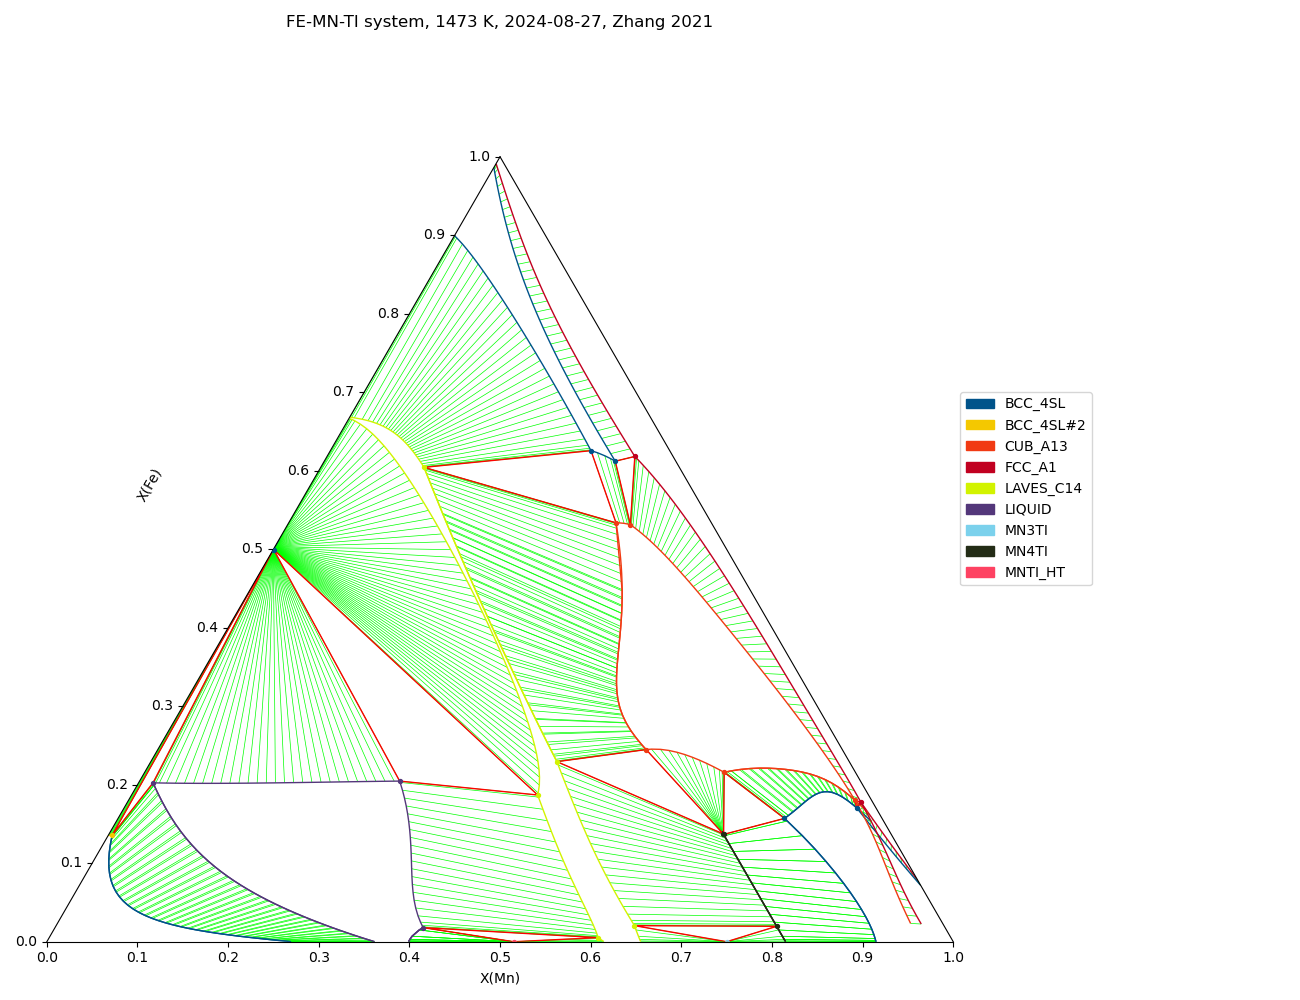 FE-MN-TI system, 1473 K, 2024-08-27, Zhang 2021
1.0
0.9
0.8
0.7
0.6
0.5
0.4
0.3
0.2
0.1
0.0
X(Fe)
0.0 0.1 0.2 0.3 0.4 0.5 0.6 0.7 0.8 0.9 1.0
X(Mn)
BCC_4SL
BCC_4SL#2
CUB_A13
FCC_A1
LAVES_C14
LIQUID
MN3TI
MN4TI
MNTI_HT